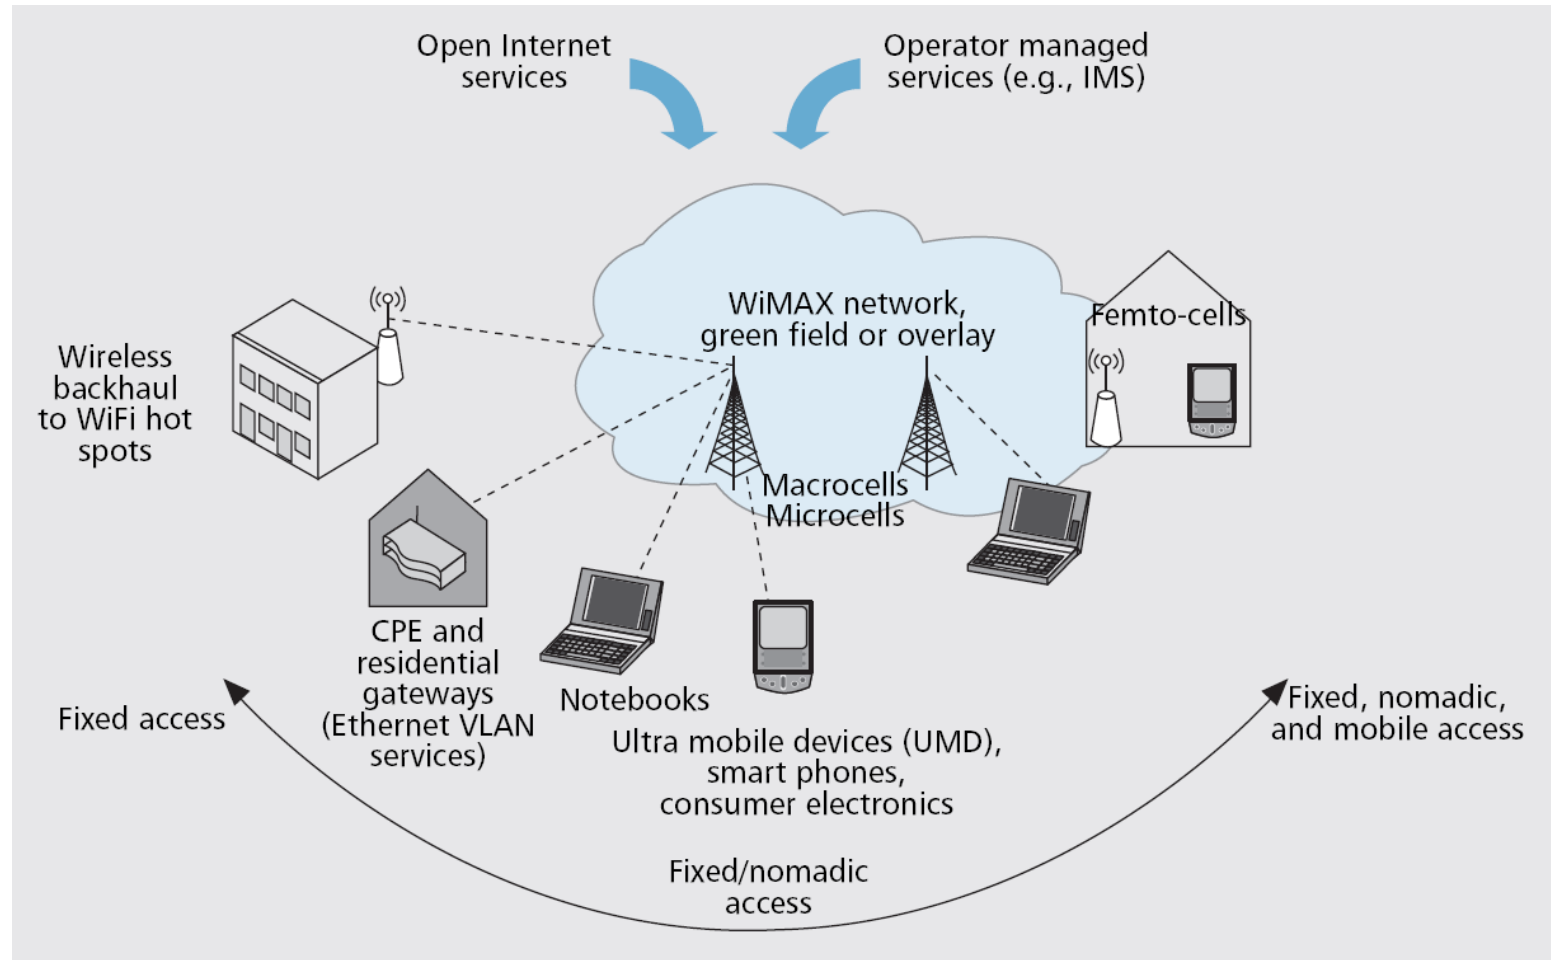 Open Internet
services
Operator managed
services (e.g., IMS)
WiMAX network,
green field or overlay
Femto-cells
Wireless
backhaul
to WiFi hot
spots
Macrocells
Microcells
CPE and
residential
gateways
(Ethernet VLAN
services)
Notebooks
Ultra mobile devices (UMD),
smart phones,
consumer electronics
Fixed access
Fixed, nomadic,
and mobile access
Fixed/nomadic
access